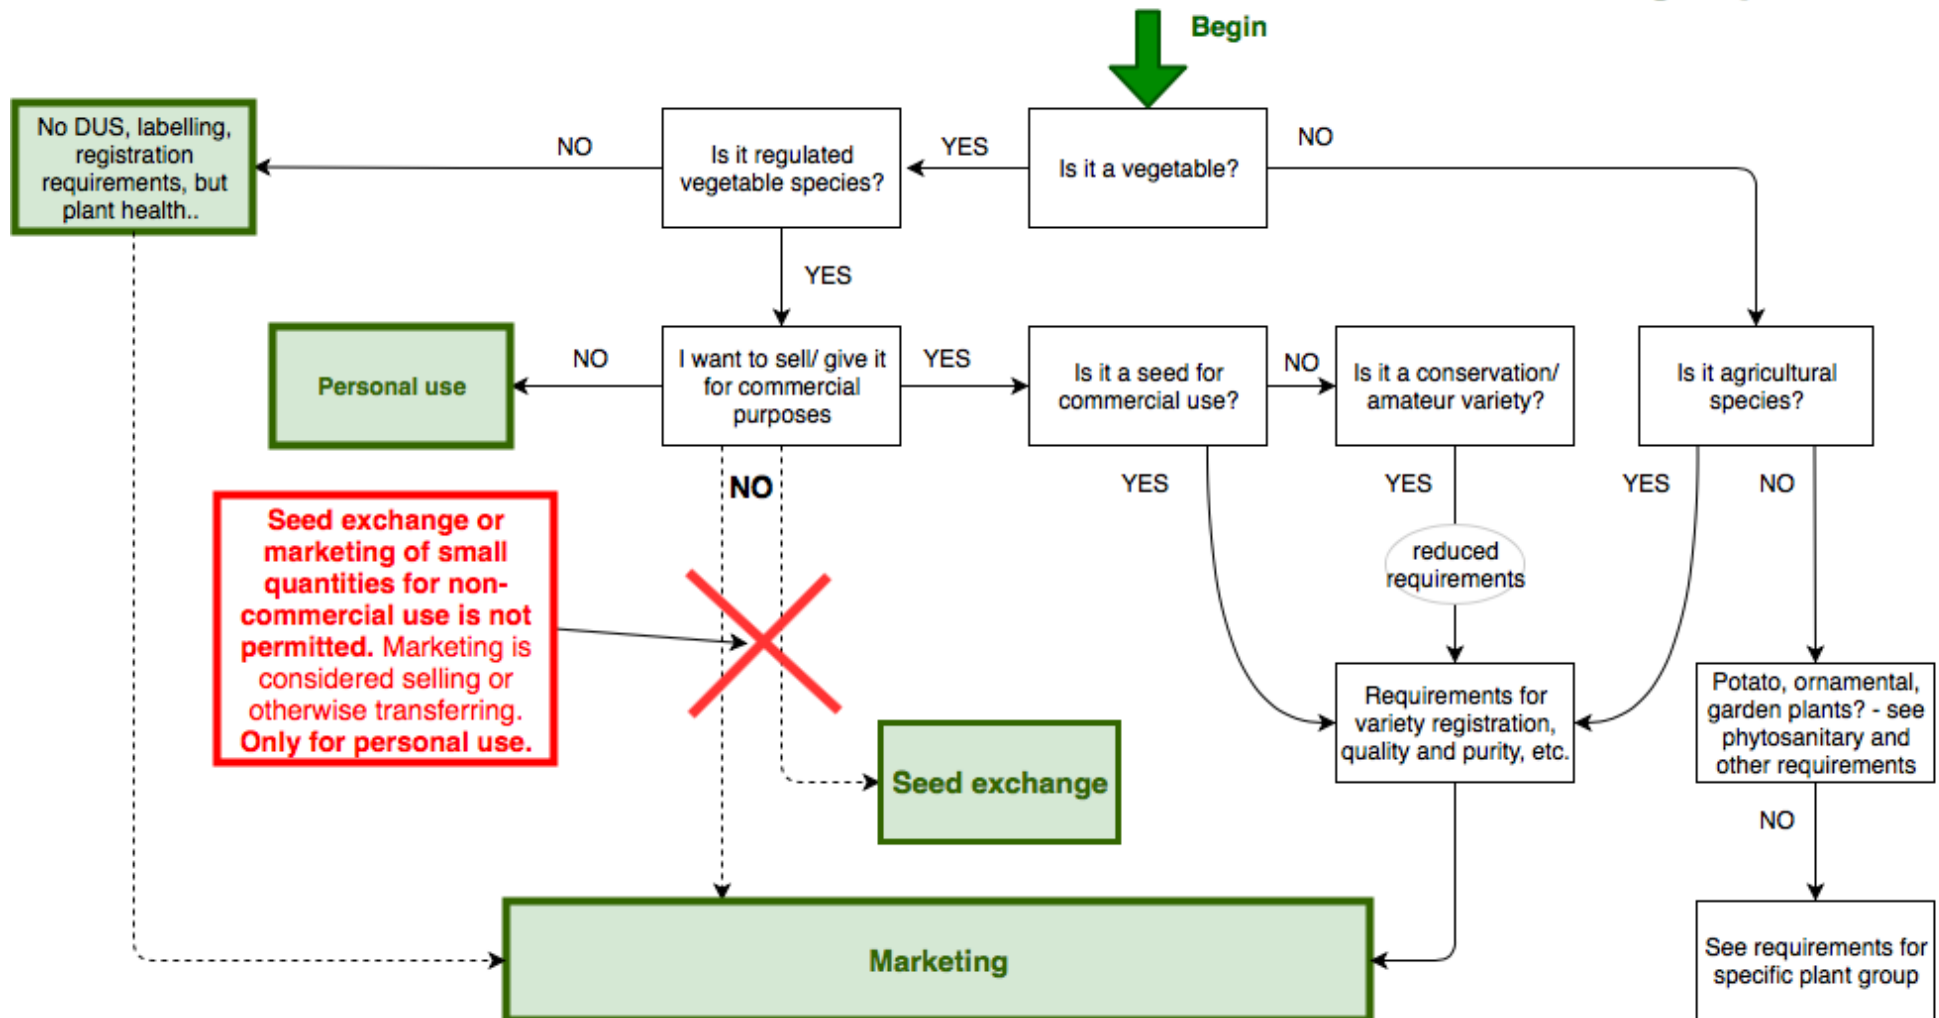 Begin
No DUS, labelling,
registration
requirements, but
plant health..
NO
Is it regulated
vegetable species?
YES
Is it a vegetable?
NO
YES
Personal use
NO
I want to sell/ give it
for commercial
purposes
YES
Is it a seed for
commercial use?
NO
Is it a conservation/
amateur variety?
Is it agricultural
species?
NO
YES
YES
YES
NO
Seed exchange or
marketing of small
quantities for non-
commercial use is not
permitted. Marketing is
considered selling or
otherwise transferring.
Only for personal use.
reduced
requirements
Requirements for
variety registration,
quality and purity, etc.
Potato, ornamental,
garden plants? - see
phytosanitary and
other requirements
Seed exchange
NO
Marketing
See requirements for
specific plant group